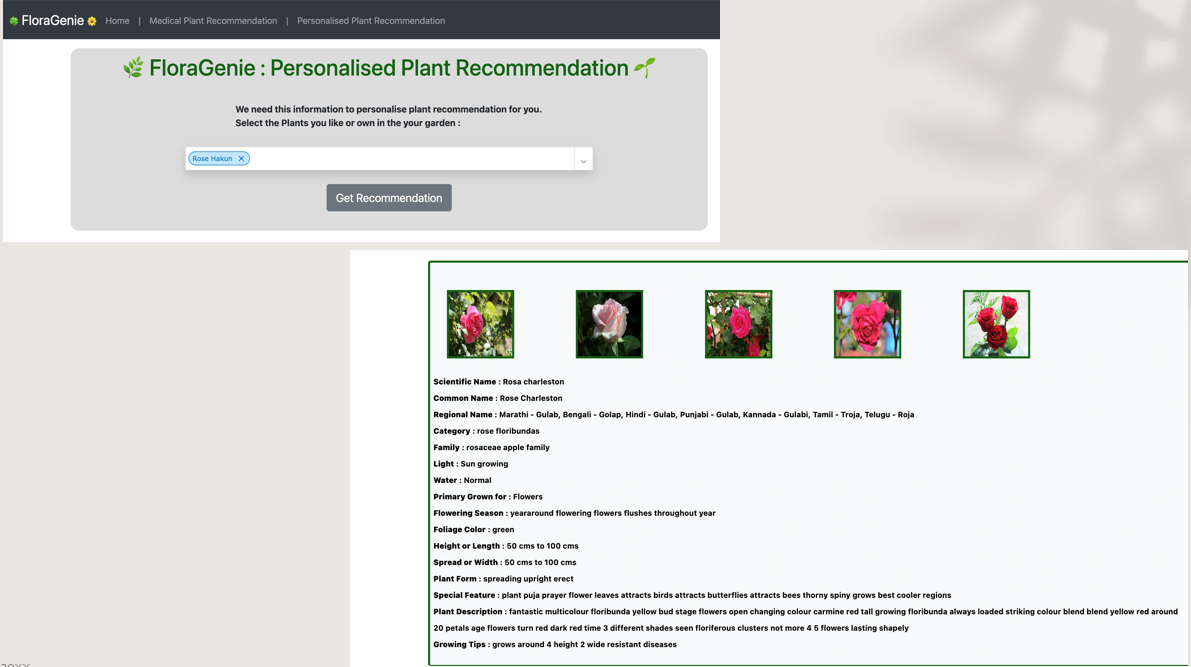 FloraGenie Home | Medical Plant Recommendation | Personalised Plant Recommendation
FloraGenie : Personalised Plant Recommendation
We need this information to personalise plant recommendation for you.
Select the Plants you like or own in the your garden :
Rose Hakun ×
Get Recommendation
Scientific Name : Rosa charleston
Common Name : Rose Charleston
Regional Name : Marathi - Gulab, Bengali - Golap, Hindi - Gulab, Punjabi - Gulab, Kannada - Gulabi, Tamil - Troja, Telugu - Roja
Category : rose floribundas
Family : rosaceae apple family
Light : Sun growing
Water : Normal
Primary Grown for : Flowers
Flowering Season : yeararound flowering flowers flushes throughout year
Foliage Color : green
Height or Length : 50 cms to 100 cms
Spread or Width : 50 cms to 100 cms
Plant Form : spreading upright erect
Special Feature : plant puja prayer flower leaves attracts birds attracts butterflies attracts bees thorny spiny grows best cooler regions
Plant Description : fantastic multicolour floribunda yellow bud stage flowers open changing colour carmine red tall growing floribunda always loaded striking colour blend blend yellow red around
20 petals age flowers turn red dark red time 3 different shades seen floriferous clusters not more 4 5 flowers lasting shapely
Growing Tips : grows around 4 height 2 wide resistant diseases